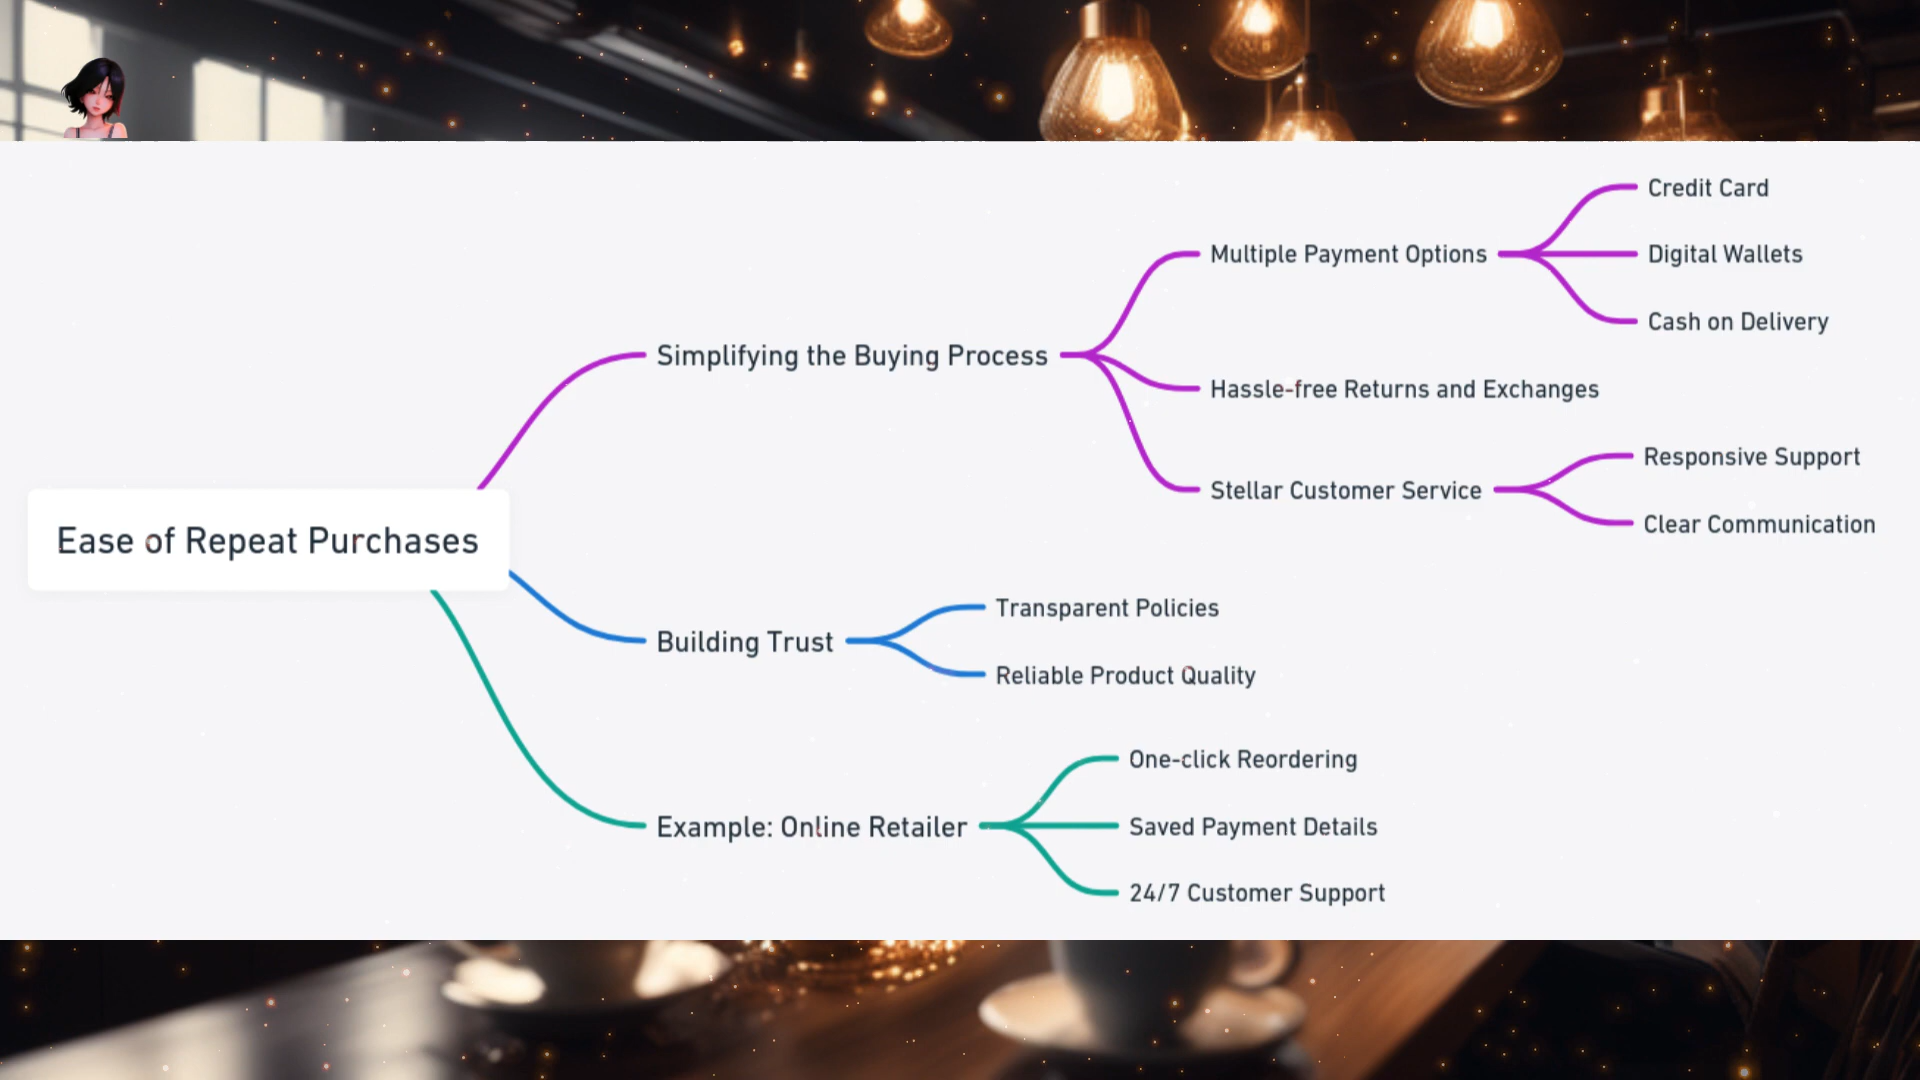 Ease of Repeat Purchases
Simplifying the Buying Process
Multiple Payment Options
Credit Card
Digital Wallets
Cash on Delivery
Hassle-free Returns and Exchanges
Stellar Customer Service
Responsive Support
Clear Communication
Building Trust
Transparent Policies
Reliable Product Quality
Example: Online Retailer
One-click Reordering
Saved Payment Details
24/7 Customer Support